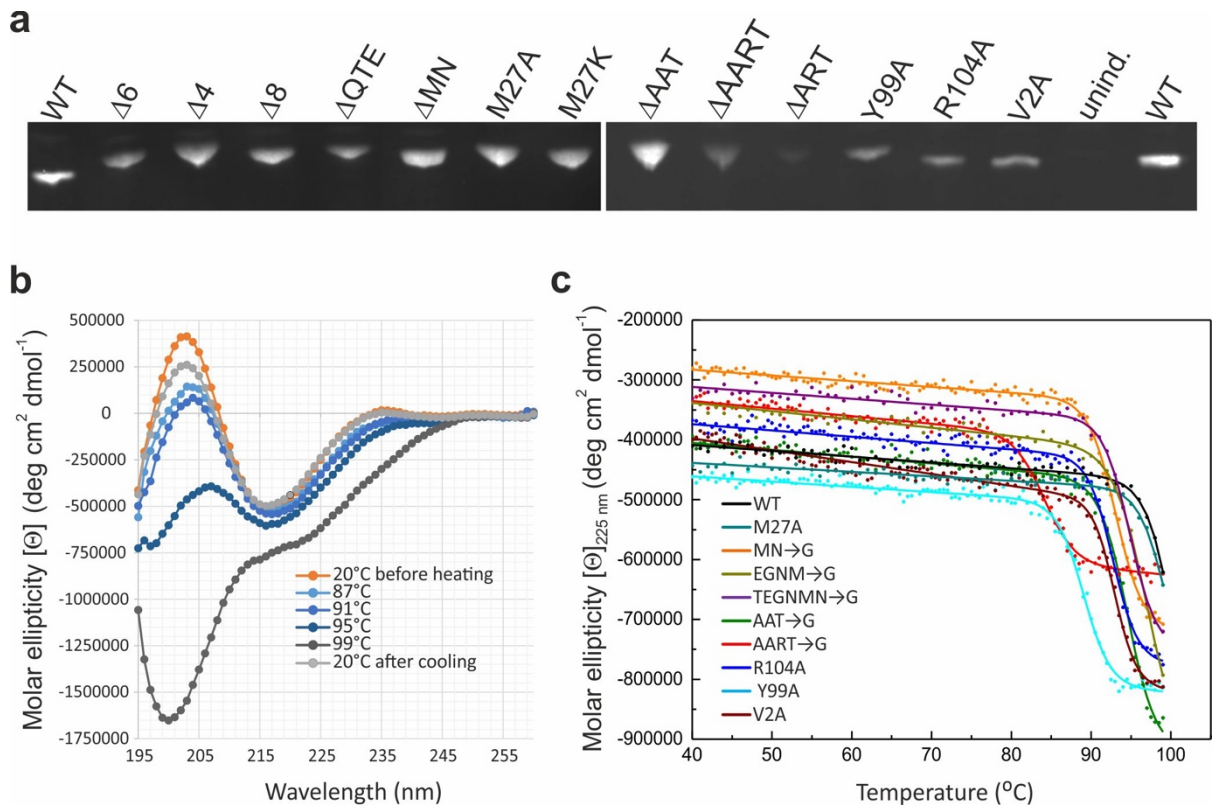 a
WT
Δ6
Δ4
Δ8
ΔQTE
ΔMN
M27A
M27K
ΔAAT
ΔAART
ΔART
Y99A
R104A
V2A
unind.
WT
b
Molar ellipticity [Θ] (deg cm² dmol⁻¹)
500000
250000
0
-250000
-500000
-750000
-1000000
-1250000
-1500000
-1750000
20°C before heating
87°C
91°C
95°C
99°C
20°C after cooling
195
205
215
225
235
245
255
Wavelength (nm)
c
Molar ellipticity [Θ]₂₂₅ ₙₘ (deg cm² dmol⁻¹)
-200000
-300000
-400000
-500000
-600000
-700000
-800000
-900000
WT
M27A
MN→G
EGNM→G
TEGNMN→G
AAT→G
AART→G
R104A
Y99A
V2A
40
50
60
70
80
90
100
Temperature (°C)